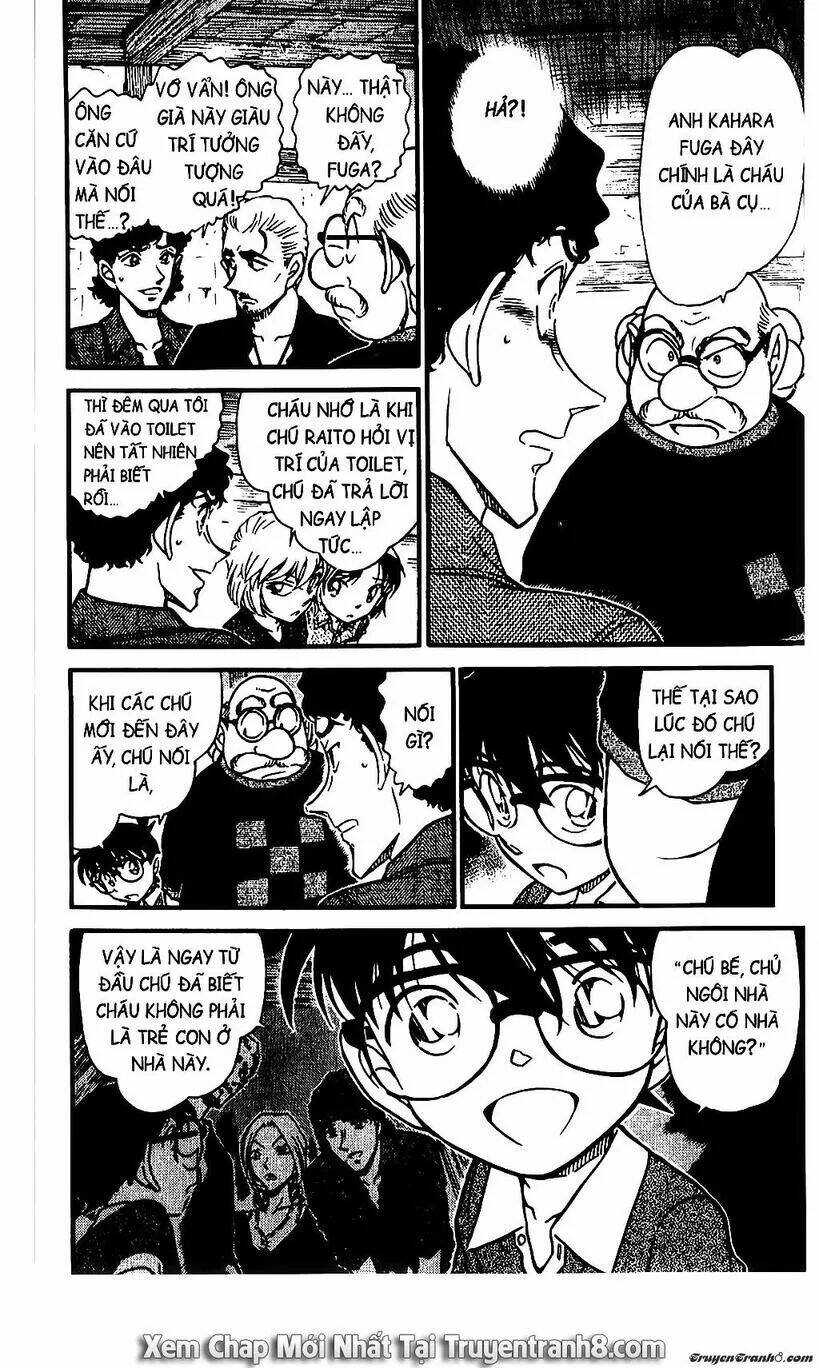 ANH KAHARA
FUGA ĐÂY
CHÍNH LÀ CHÁU
CỦA BÀ CỤ...
HẢ?!
NÀY... THẬT
KHÔNG
ĐẤY,
FUGA?
VỚ VẨN! ÔNG
GIÀ NÀY GIÀU
TRÍ TƯỞNG
TƯỢNG
QUÁ!
ÔNG
CĂN CỨ
VÀO ĐÂU
MÀ NÓI
THẾ...?
CHÁU NHỚ LÀ KHI
CHÚ RAITO HỎI VỊ
TRÍ CỦA TOILET,
CHÚ ĐÃ TRẢ LỜI
NGAY LẬP
TỨC...
THÌ ĐÊM QUA TÔI
ĐÃ VÀO TOILET
NÊN TẤT NHIÊN
PHẢI BIẾT
RỒI...
THẾ TẠI SAO
LÚC ĐÓ CHÚ
LẠI NÓI THẾ?
NÓI
GÌ?
KHI CÁC CHÚ
MỚI ĐẾN ĐÂY
ẤY, CHÚ NÓI
LÀ,
"CHÚ BÉ, CHỦ
NGÔI NHÀ
NÀY CÓ NHÀ
KHÔNG?"
VẬY LÀ NGAY TỪ
ĐẦU CHÚ ĐÃ BIẾT
CHÁU KHÔNG PHẢI
LÀ TRẺ CON Ở
NHÀ NÀY.
Xem Chap Mới Nhất Tại Truyentranh8.com
TruyenTranh8.com